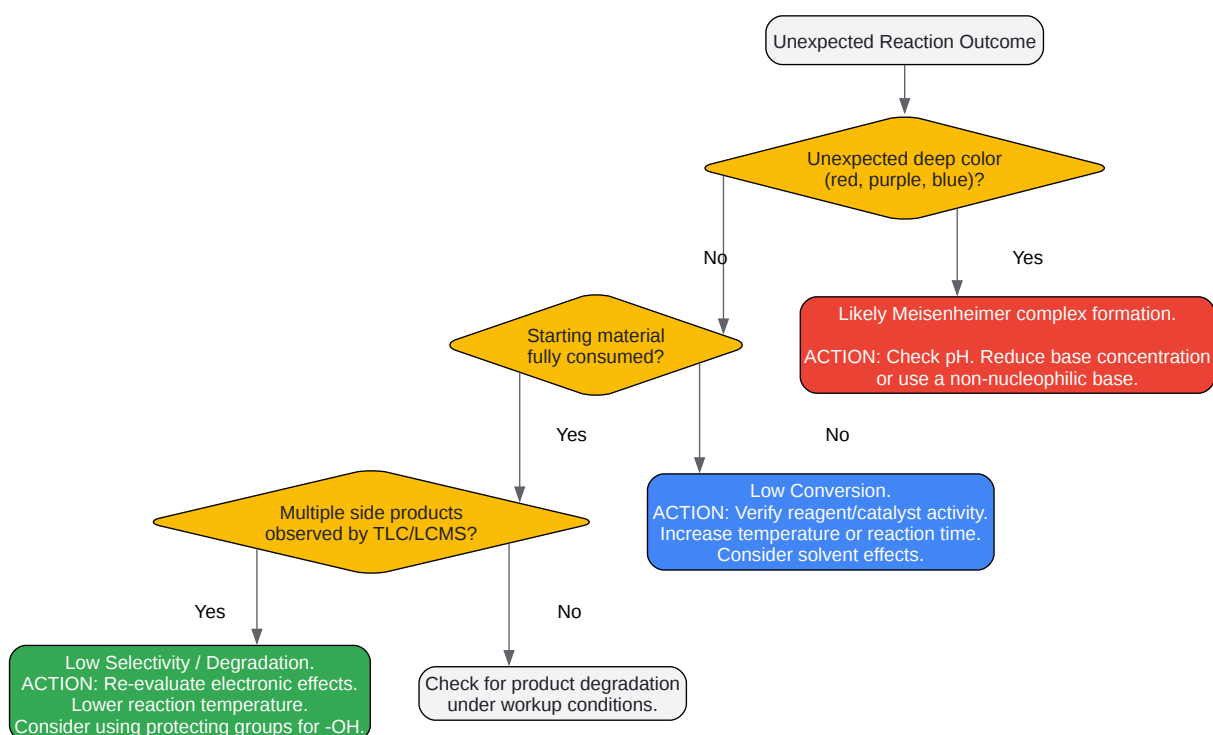 Unexpected Reaction Outcome
Unexpected deep color
(red, purple, blue)?
No
Yes
Starting material
fully consumed?
Likely Meisenheimer complex formation.
ACTION: Check pH. Reduce base concentration
or use a non-nucleophilic base.
Yes
No
Multiple side products
observed by TLC/LCMS?
Low Conversion.
ACTION: Verify reagent/catalyst activity.
Increase temperature or reaction time.
Consider solvent effects.
Yes
No
Low Selectivity / Degradation.
ACTION: Re-evaluate electronic effects.
Lower reaction temperature.
Consider using protecting groups for -OH.
Check for product degradation
under workup conditions.